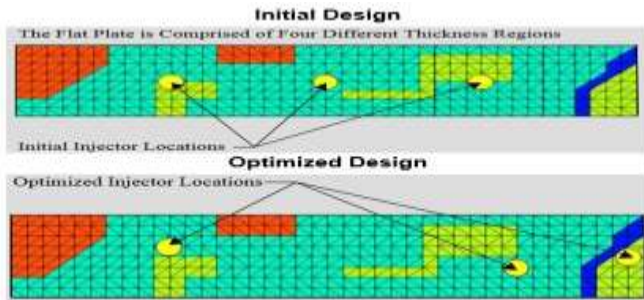 Initial Design
The Flat Plate is Comprised of Four Different Thickness Regions
Initial Injector Locations
Optimized Design
Optimized Injector Locations